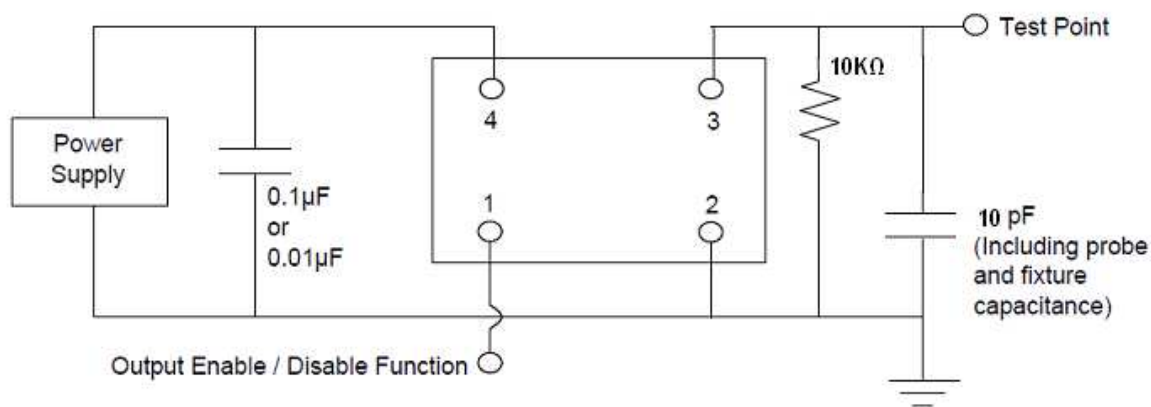 Test Point
10KΩ
4
3
Power
Supply
0.1µF
or
0.01µF
1
2
10 pF
(Including probe
and fixture
capacitance)
Output Enable / Disable Function